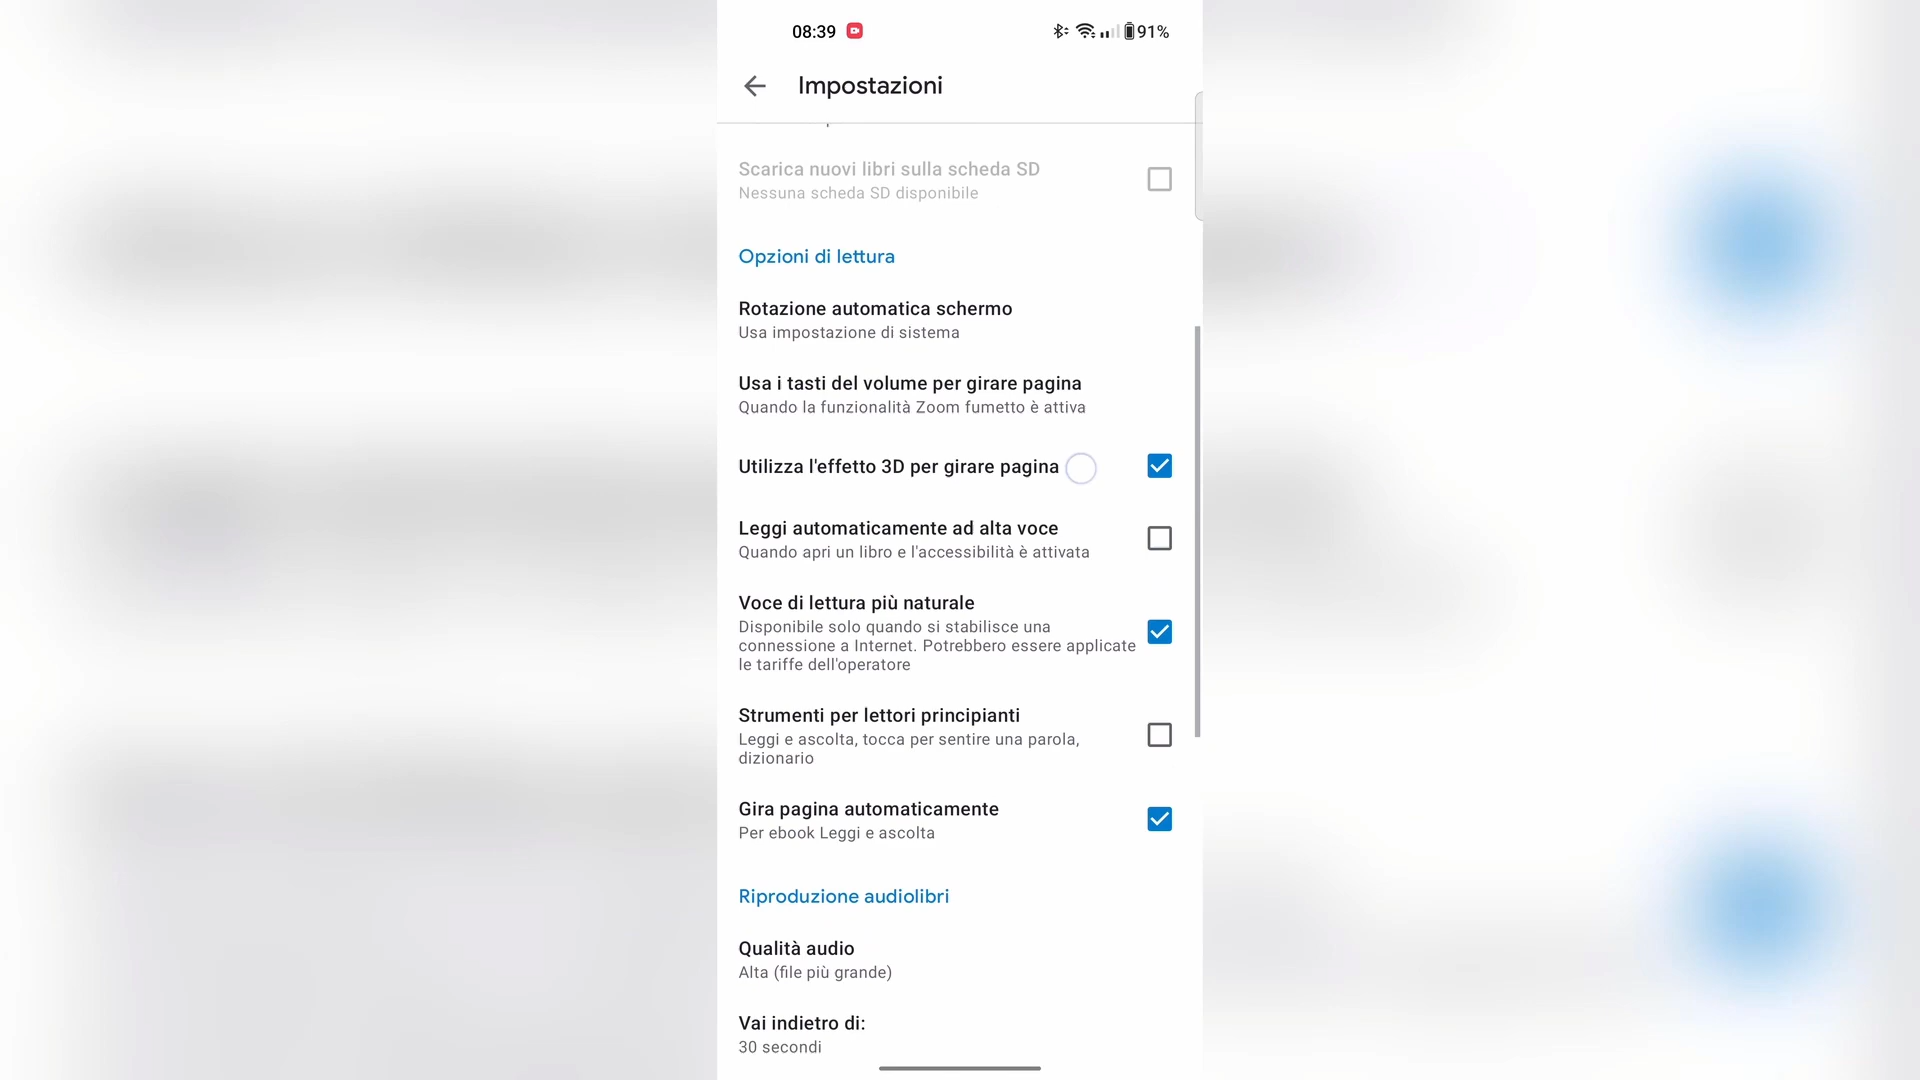 08:39
91%
Impostazioni
Scarica nuovi libri sulla scheda SD
Nessuna scheda SD disponibile
Opzioni di lettura
Rotazione automatica schermo
Usa impostazione di sistema
Usa i tasti del volume per girare pagina
Quando la funzionalità Zoom fumetto è attiva
Utilizza l'effetto 3D per girare pagina
Leggi automaticamente ad alta voce
Quando apri un libro e l'accessibilità è attivata
Voce di lettura più naturale
Disponibile solo quando si stabilisce una
connessione a Internet. Potrebbero essere applicate
le tariffe dell'operatore
Strumenti per lettori principianti
Leggi e ascolta, tocca per sentire una parola,
dizionario
Gira pagina automaticamente
Per ebook Leggi e ascolta
Riproduzione audiolibri
Qualità audio
Alta (file più grande)
Vai indietro di:
30 secondi